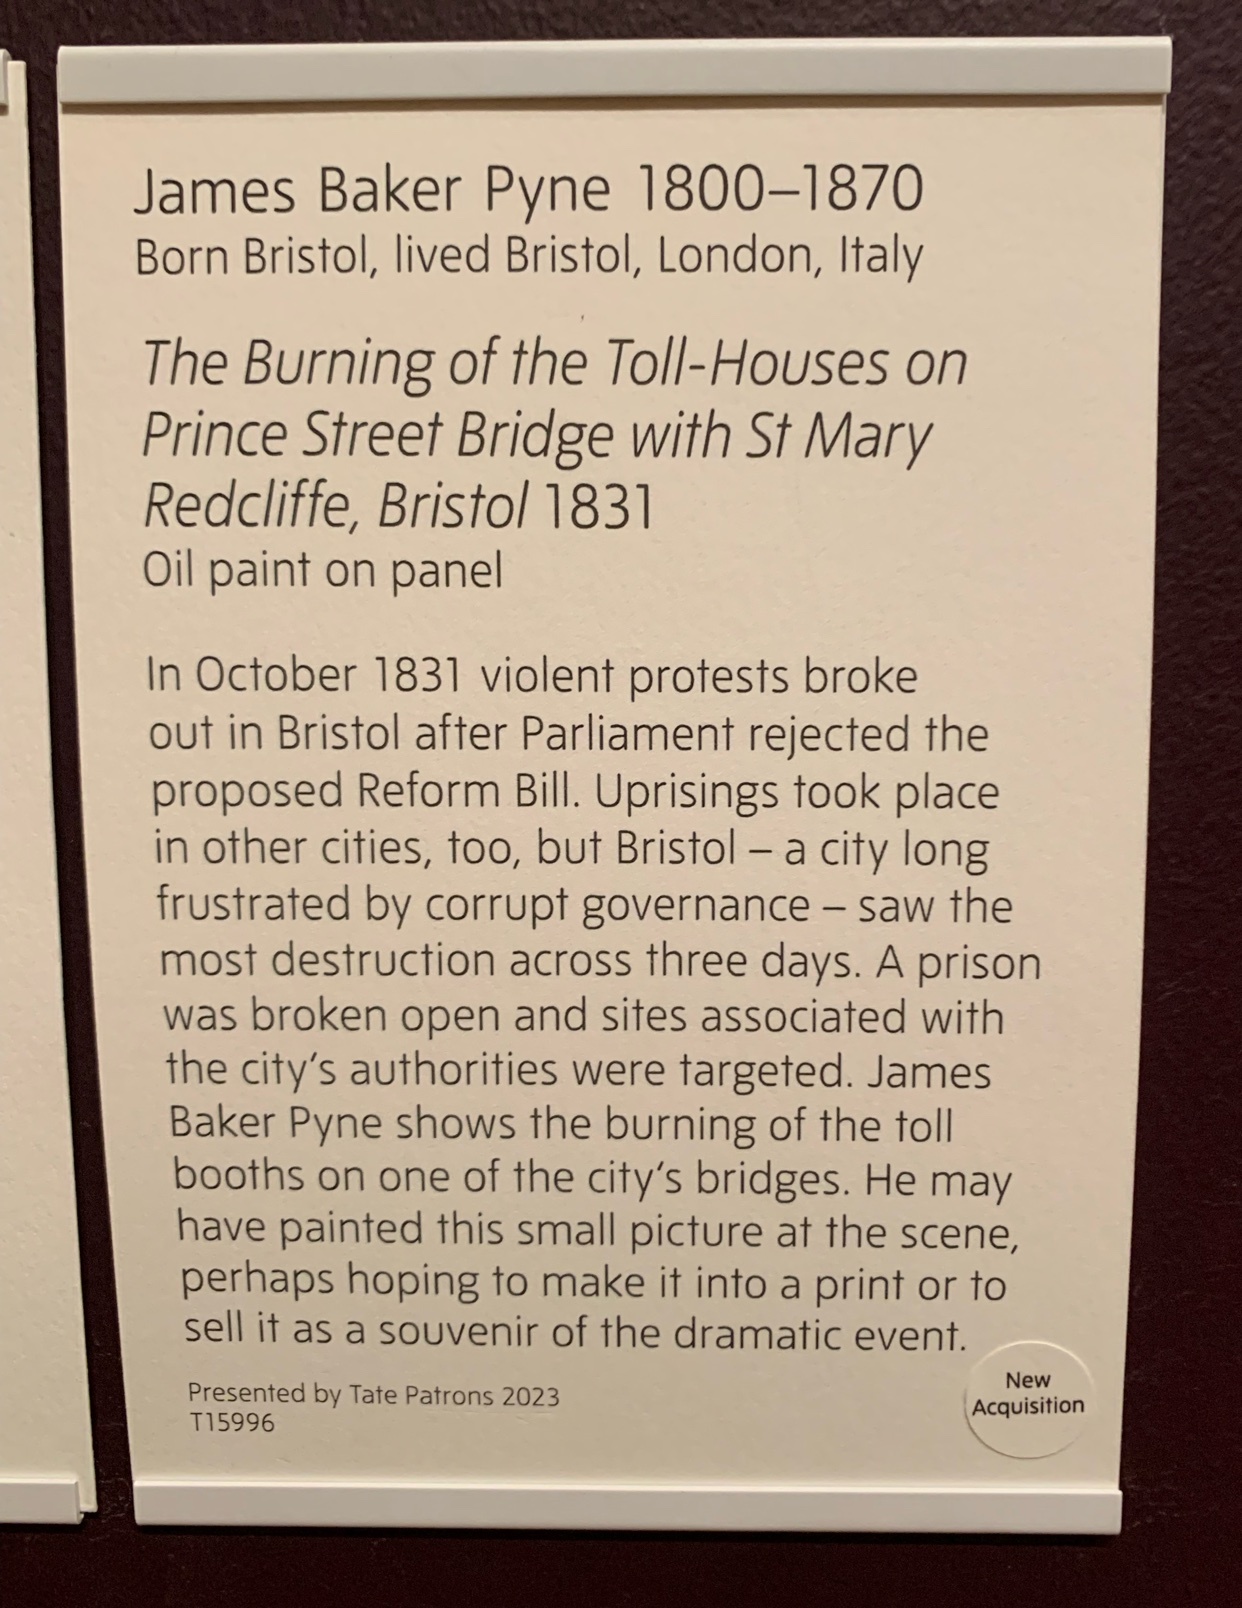 James Baker Pyne 1800–1870
Born Bristol, lived Bristol, London, Italy
The Burning of the Toll-Houses on
Prince Street Bridge with St Mary
Redcliffe, Bristol 1831
Oil paint on panel
In October 1831 violent protests broke
out in Bristol after Parliament rejected the
proposed Reform Bill. Uprisings took place
in other cities, too, but Bristol – a city long
frustrated by corrupt governance – saw the
most destruction across three days. A prison
was broken open and sites associated with
the city’s authorities were targeted. James
Baker Pyne shows the burning of the toll
booths on one of the city’s bridges. He may
have painted this small picture at the scene,
perhaps hoping to make it into a print or to
sell it as a souvenir of the dramatic event.
Presented by Tate Patrons 2023
T15996
New
Acquisition